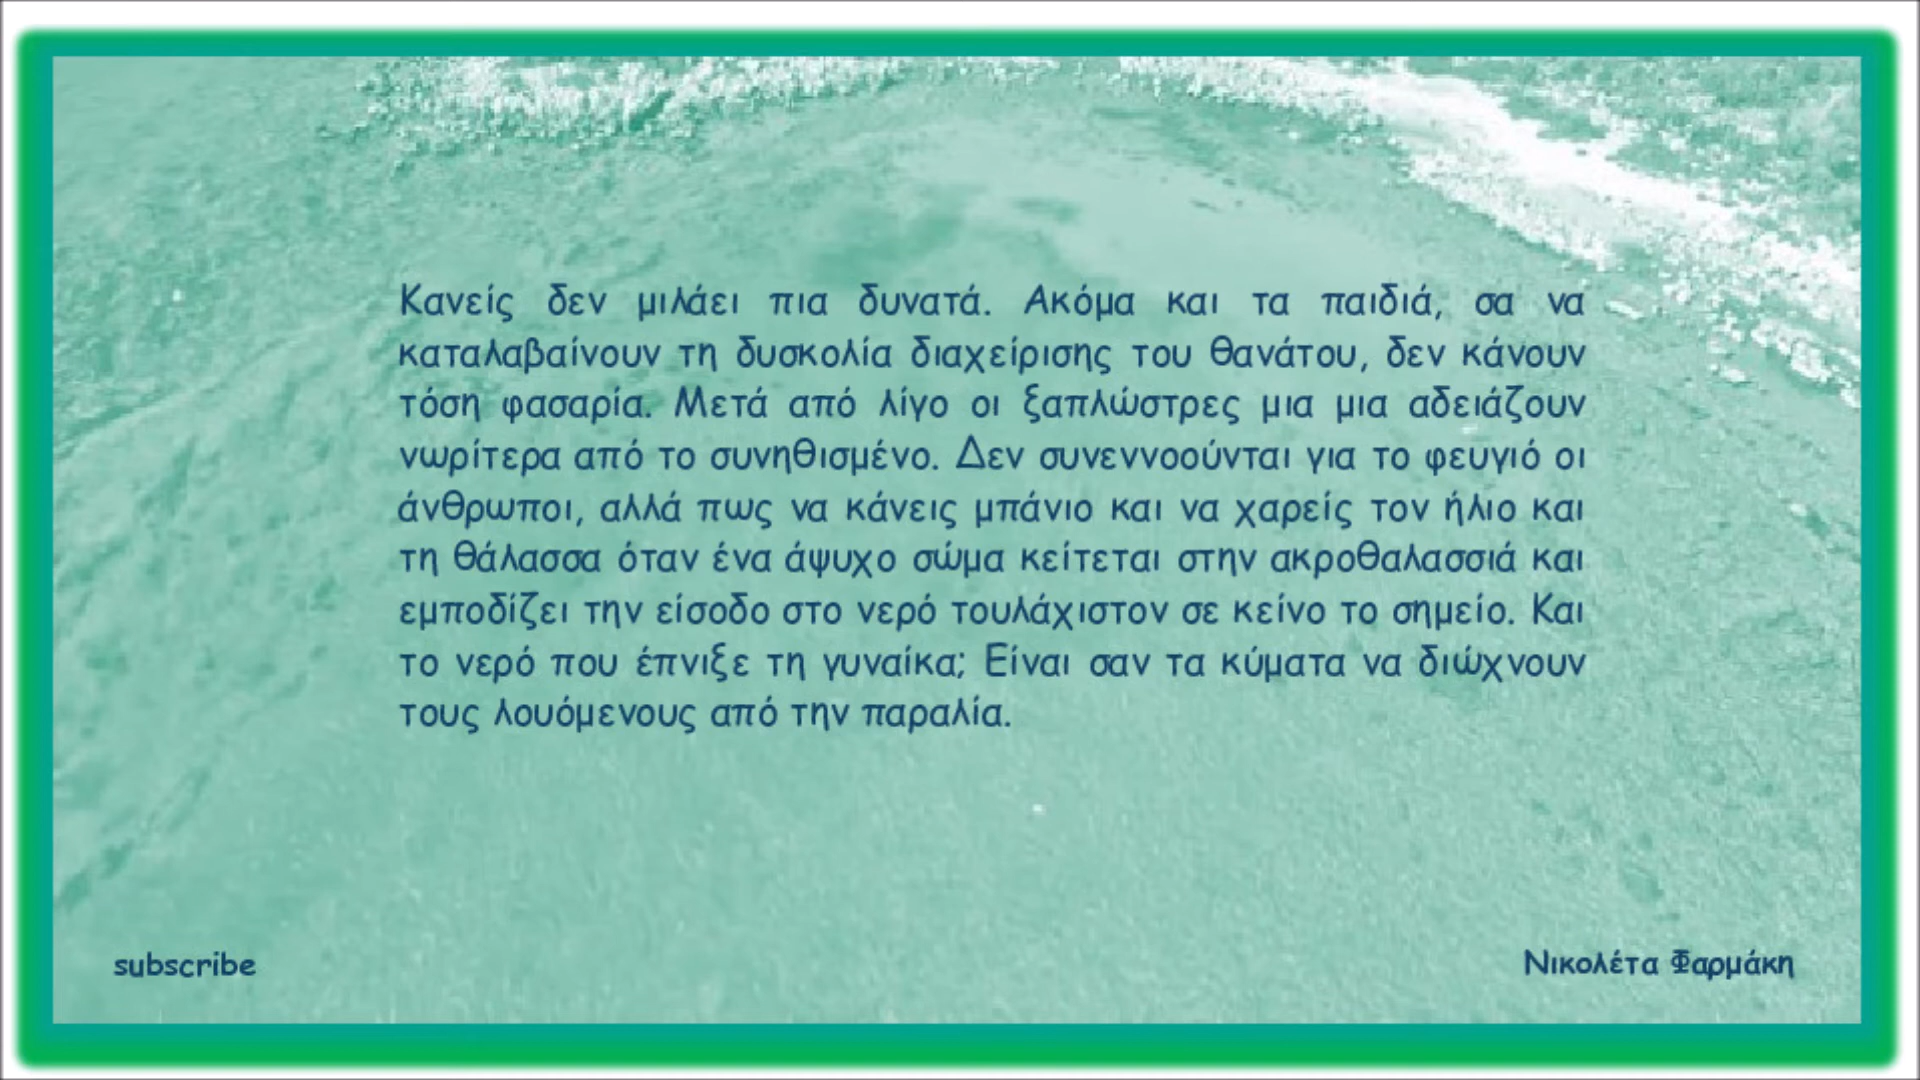 Κανείς δεν μιλάει πια δυνατά. Ακόμα και τα παιδιά, σα να
καταλαβαίνουν τη δυσκολία διαχείρισης του θανάτου, δεν κάνουν
τόση φασαρία. Μετά από λίγο οι ξαπλώστρες μια μια αδειάζουν
νωρίτερα από το συνηθισμένο. Δεν συνεννοούνται για το φευγιό οι
άνθρωποι, αλλά πως να κάνεις μπάνιο και να χαρείς τον ήλιο και
τη θάλασσα όταν ένα άψυχο σώμα κείτεται στην ακροθαλασσιά και
εμποδίζει την είσοδο στο νερό τουλάχιστον σε κείνο το σημείο. Και
το νερό που έπνιξε τη γυναίκα; Είναι σαν τα κύματα να διώχνουν
τους λουόμενους από την παραλία.
subscribe
Νικολέτα Φαρμάκη